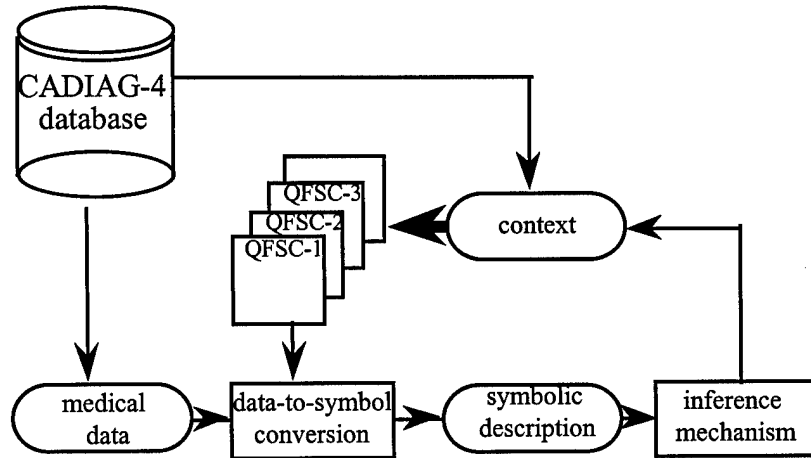 CADIAG-4
database
QFSC-3
QFSC-2
QFSC-1
context
medical
data
data-to-symbol
conversion
symbolic
description
inference
mechanism